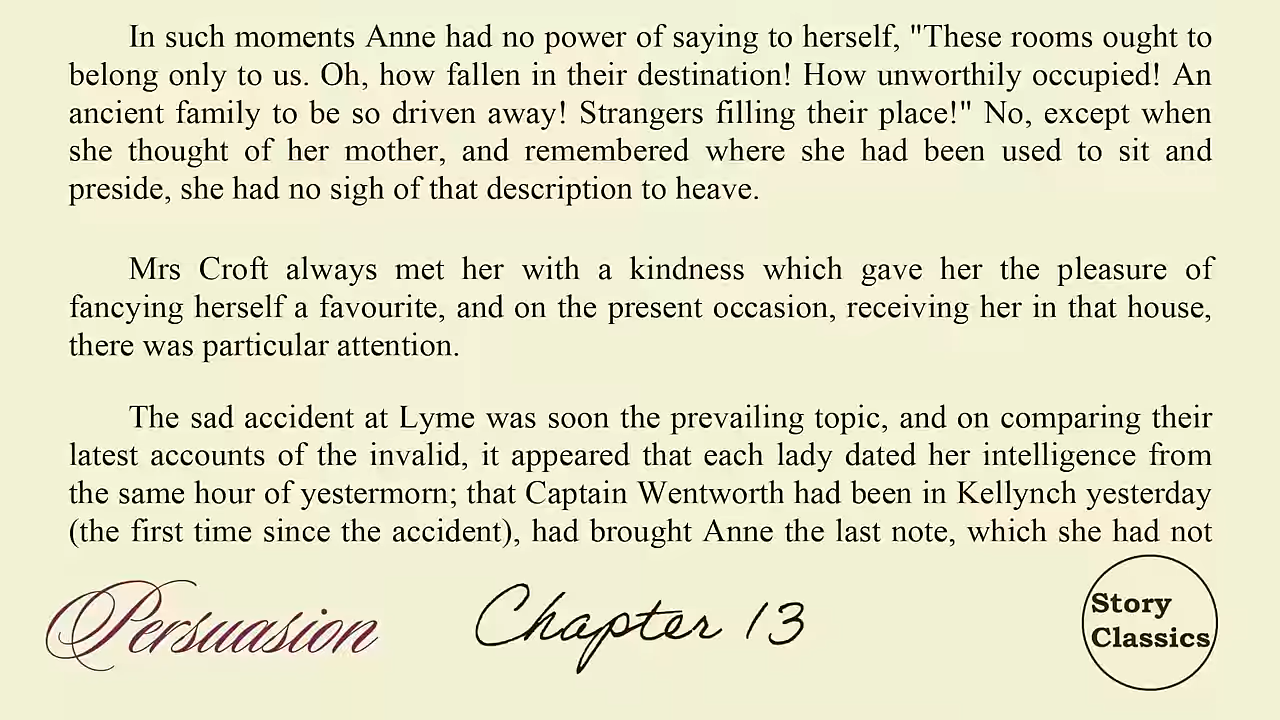 In such moments Anne had no power of saying to herself, "These rooms ought to
belong only to us. Oh, how fallen in their destination! How unworthily occupied! An
ancient family to be so driven away! Strangers filling their place!" No, except when
she thought of her mother, and remembered where she had been used to sit and
preside, she had no sigh of that description to heave.
Mrs Croft always met her with a kindness which gave her the pleasure of
fancying herself a favourite, and on the present occasion, receiving her in that house,
there was particular attention.
The sad accident at Lyme was soon the prevailing topic, and on comparing their
latest accounts of the invalid, it appeared that each lady dated her intelligence from
the same hour of yestermorn; that Captain Wentworth had been in Kellynch yesterday
(the first time since the accident), had brought Anne the last note, which she had not
Persuasion
Chapter 13
Story
Classics